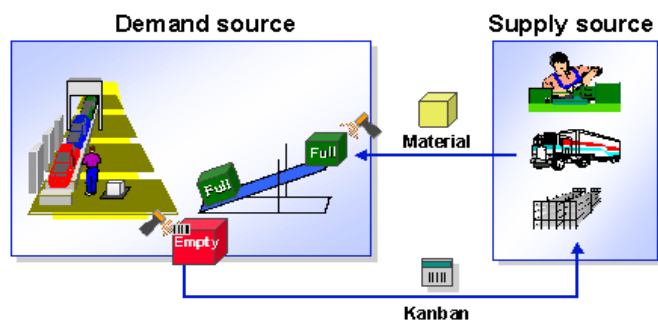 Demand source
Supply source
Material
Full
Full
Empty
Kanban